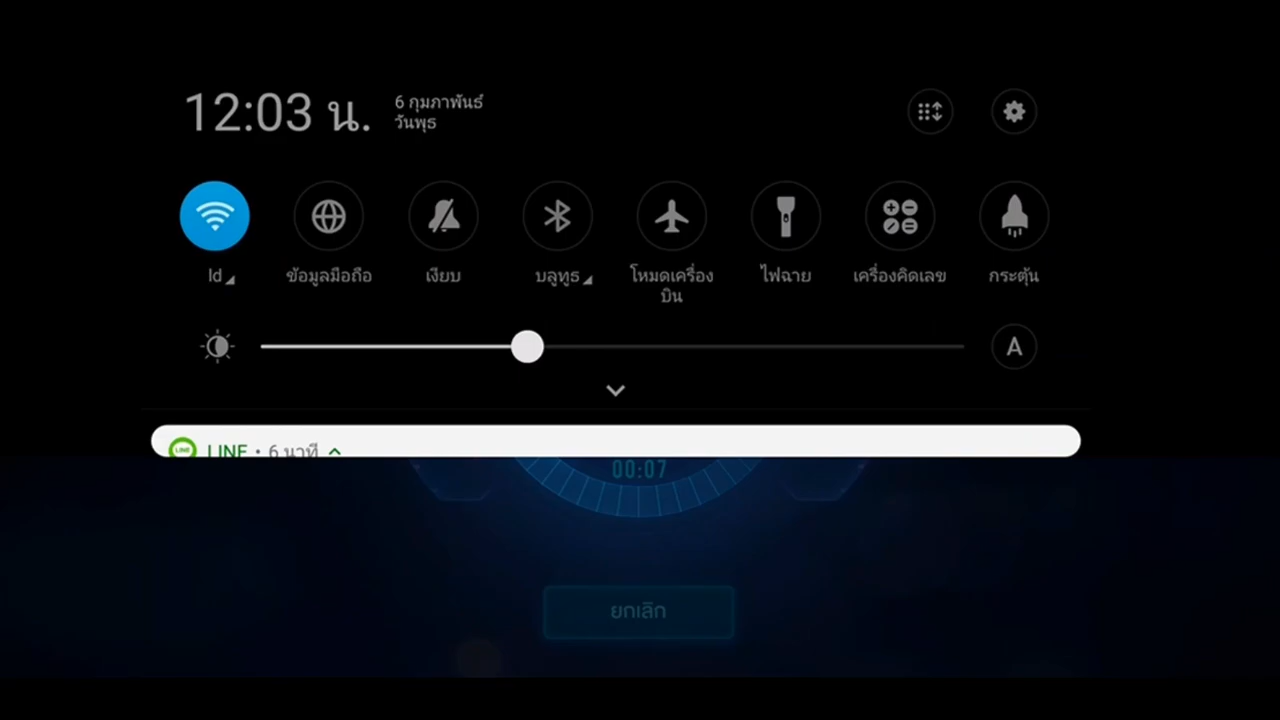 12:03 น.
6 กุมภาพันธ์
วันพุธ
Id
ข้อมูลมือถือ
เงียบ
บลูทูธ
โหมดเครื่อง
บิน
ไฟฉาย
เครื่องคิดเลข
กระตุ้น
A
LINE • 6 นาที
00:07
ยกเลิก